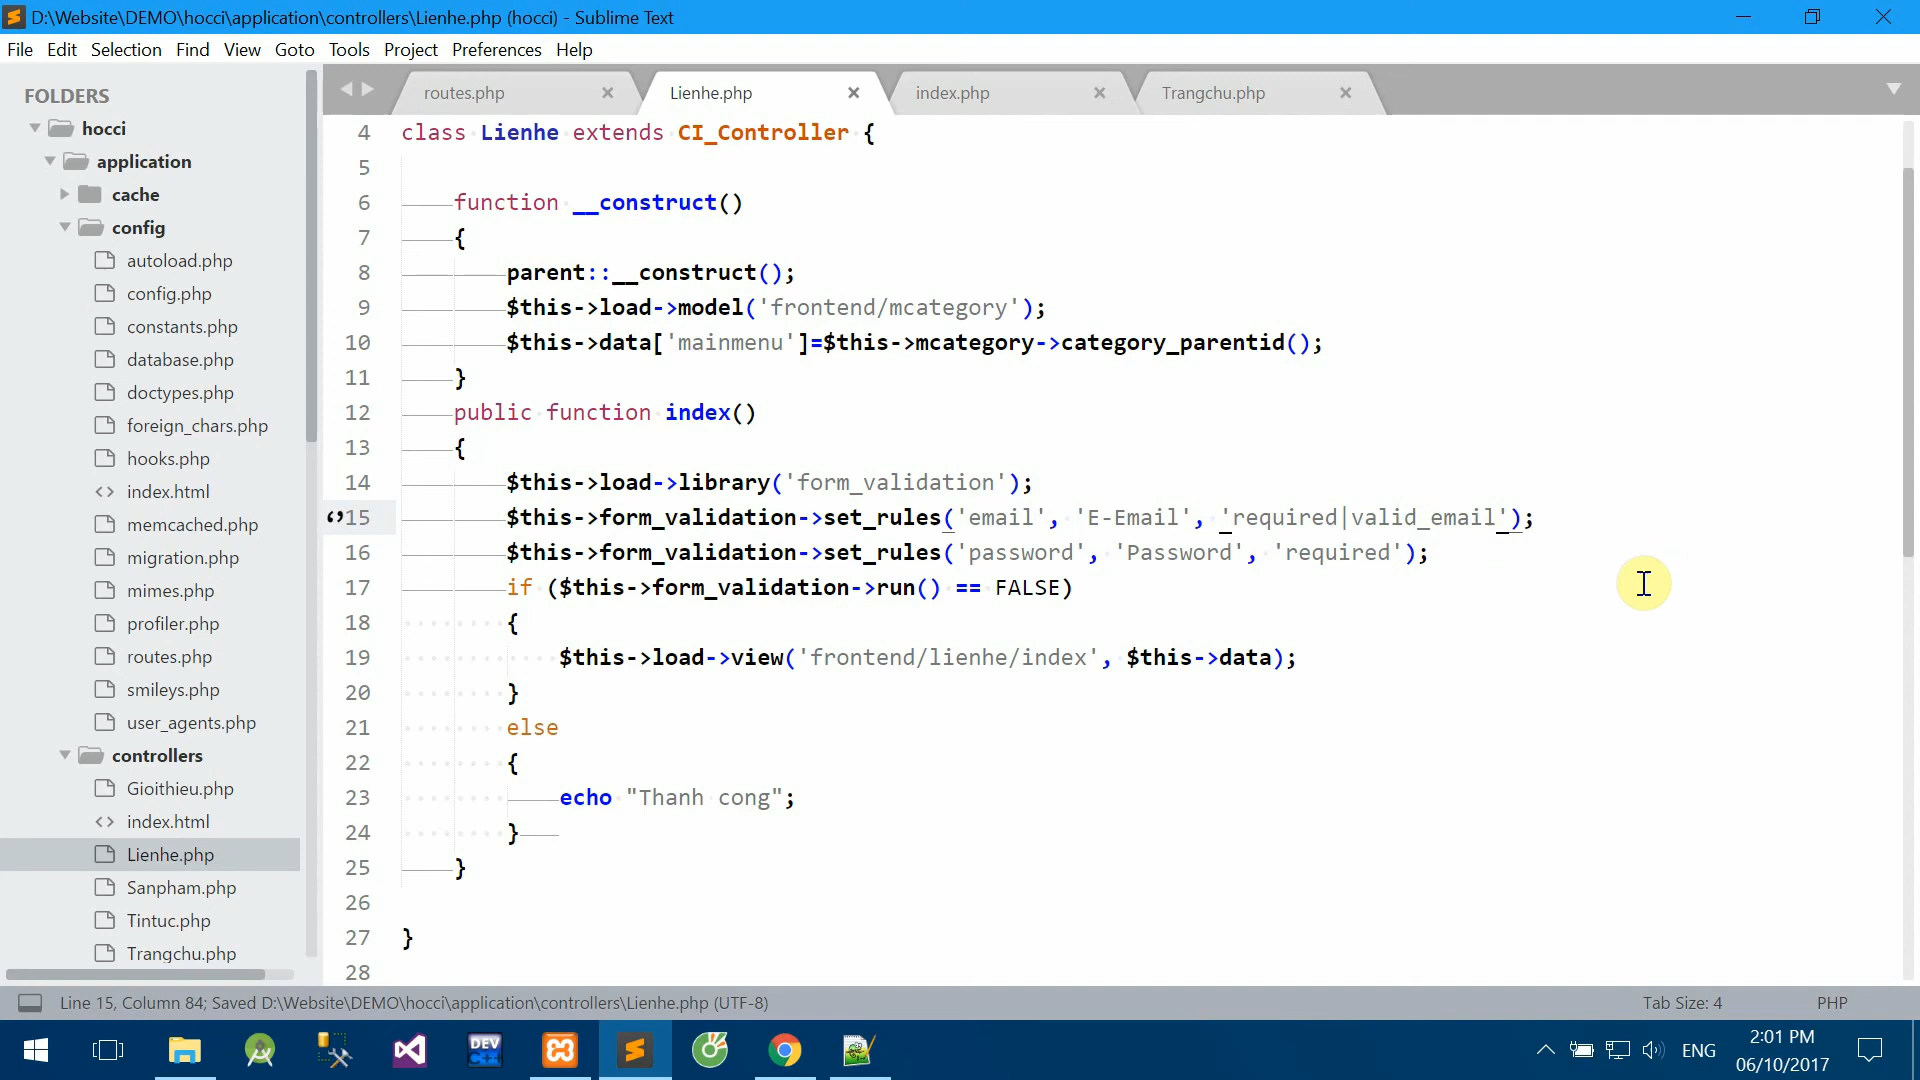 D:\Website\DEMO\hocci\application\controllers\Lienhe.php (hocci) - Sublime Text
File Edit Selection Find View Goto Tools Project Preferences Help
FOLDERS
hocci
application
cache
config
autoload.php
config.php
constants.php
database.php
doctypes.php
foreign_chars.php
hooks.php
index.html
memcached.php
migration.php
mimes.php
profiler.php
routes.php
smileys.php
user_agents.php
controllers
Gioithieu.php
index.html
Lienhe.php
Sanpham.php
Tintuc.php
Trangchu.php
routes.php Lienhe.php index.php Trangchu.php
4 class Lienhe extends CI_Controller {
5
6 function __construct()
7 {
8 parent::__construct();
9 $this->load->model('frontend/mcategory');
10 $this->data['mainmenu']=$this->mcategory->category_parentid();
11 }
12 public function index()
13 {
14 $this->load->library('form_validation');
15 $this->form_validation->set_rules('email', 'E-Email', 'required|valid_email');
16 $this->form_validation->set_rules('password', 'Password', 'required');
17 if ($this->form_validation->run() == FALSE)
18 {
19 $this->load->view('frontend/lienhe/index', $this->data);
20 }
21 else
22 {
23 echo "Thanh cong";
24 }
25 }
26
27 }
28
Line 15, Column 84; Saved D:\Website\DEMO\hocci\application\controllers\Lienhe.php (UTF-8) Tab Size: 4 PHP
DEV C++
ENG
2:01 PM
06/10/2017